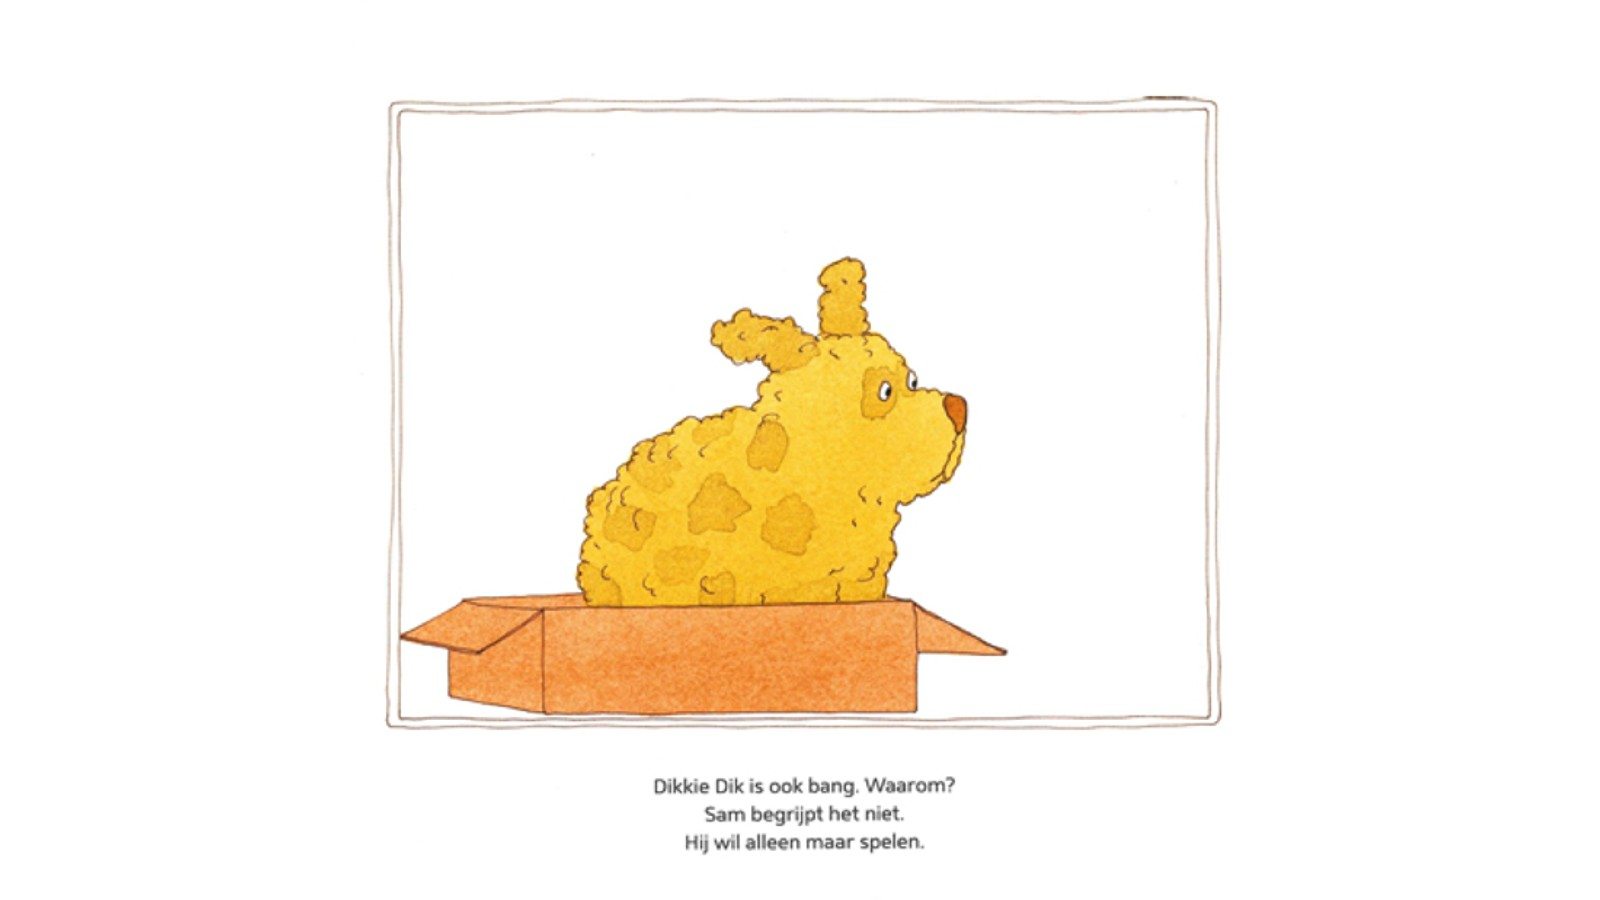 Dikkie Dik is ook bang. Waarom?
Sam begrijpt het niet.
Hij wil alleen maar spelen.